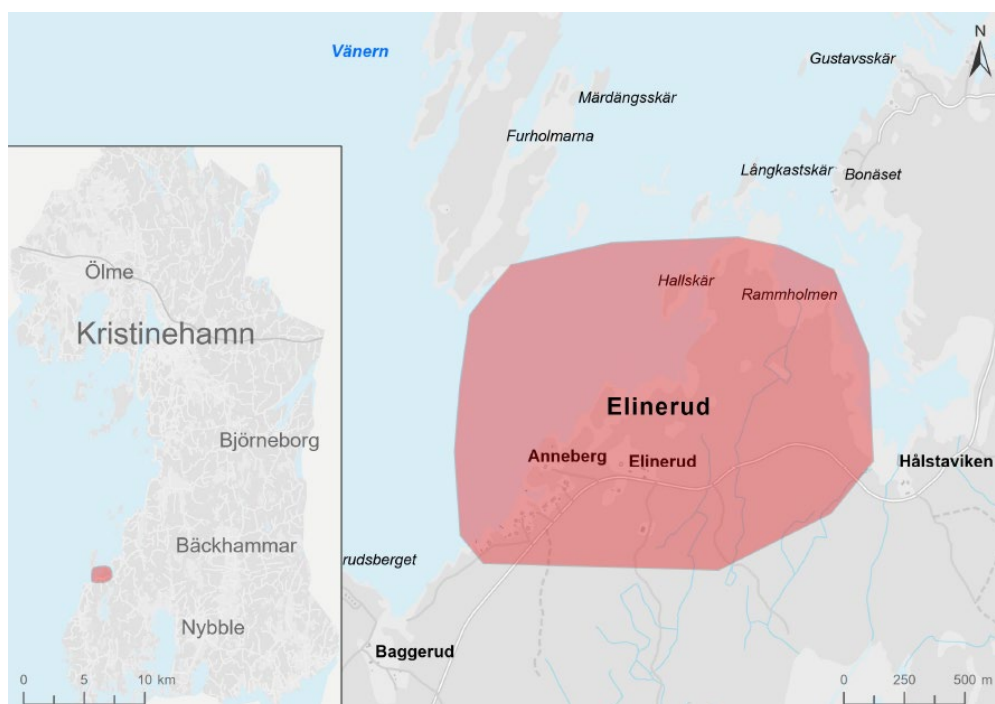 Vänern
N
Gustavsskär
Märdängsskär
Furholmarna
Långkastskär
Bonäset
Hallskär
Rammholmen
Elinerud
Anneberg
Elinerud
Hålstaviken
rudsberget
Baggerud
0 250 500 m
Ölme
Kristinehamn
Björneborg
Bäckhammar
Nybble
0 5 10 km